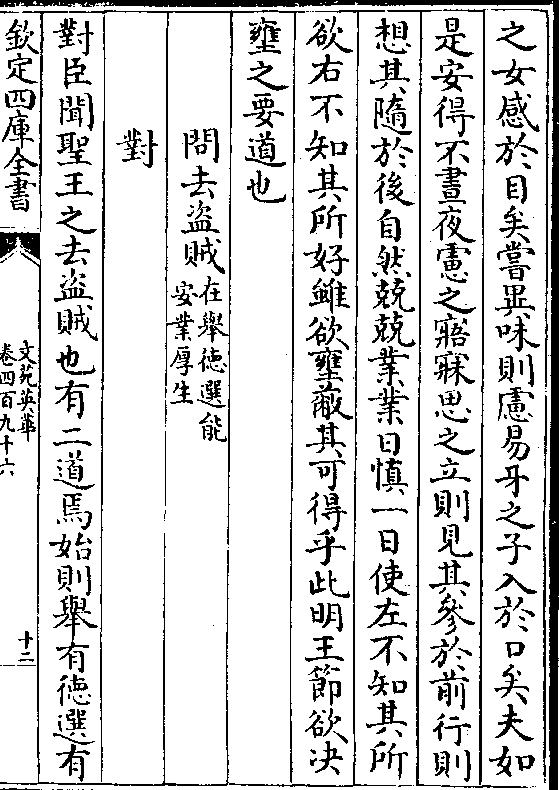 之女感於目矣嘗異味則慮易牙之子入於口矣夫如
是安得不晝夜慮之寤寐思之立則見其參於前行則
想其隨於後自然兢兢業業日慎一日使左不知其所
欲右不知其所好雖欲壅蔽其可得乎此明王節欲决
壅之要道也
問去盜賊在舉徳選能
安業厚生
對
對臣聞聖王之去盜賊也有二道焉始則舉有徳選有
欽定四庫全書
文苑英華
卷四百九十六
十二